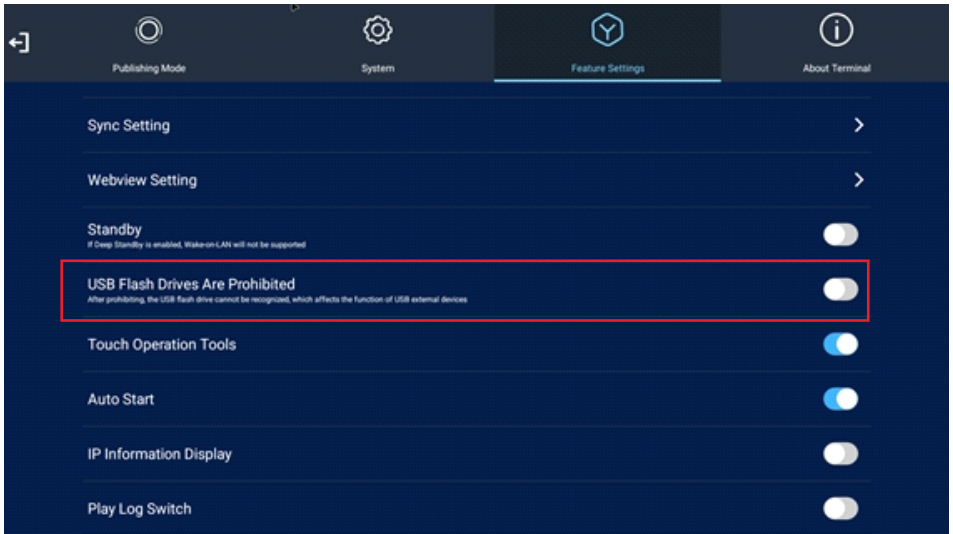 Publishing Mode
System
Feature Settings
About Terminal
Sync Setting
Webview Setting
Standby
If Deep Standby is enabled, Wake-on-LAN will not be supported
USB Flash Drives Are Prohibited
After prohibiting, the USB flash drive cannot be recognized, which affects the function of USB external devices
Touch Operation Tools
Auto Start
IP Information Display
Play Log Switch